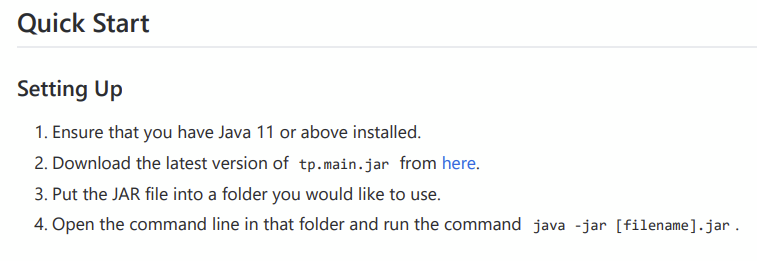 Quick Start
Setting Up
1. Ensure that you have Java 11 or above installed.
2. Download the latest version of tp.main.jar from here.
3. Put the JAR file into a folder you would like to use.
4. Open the command line in that folder and run the command java -jar [filename].jar .